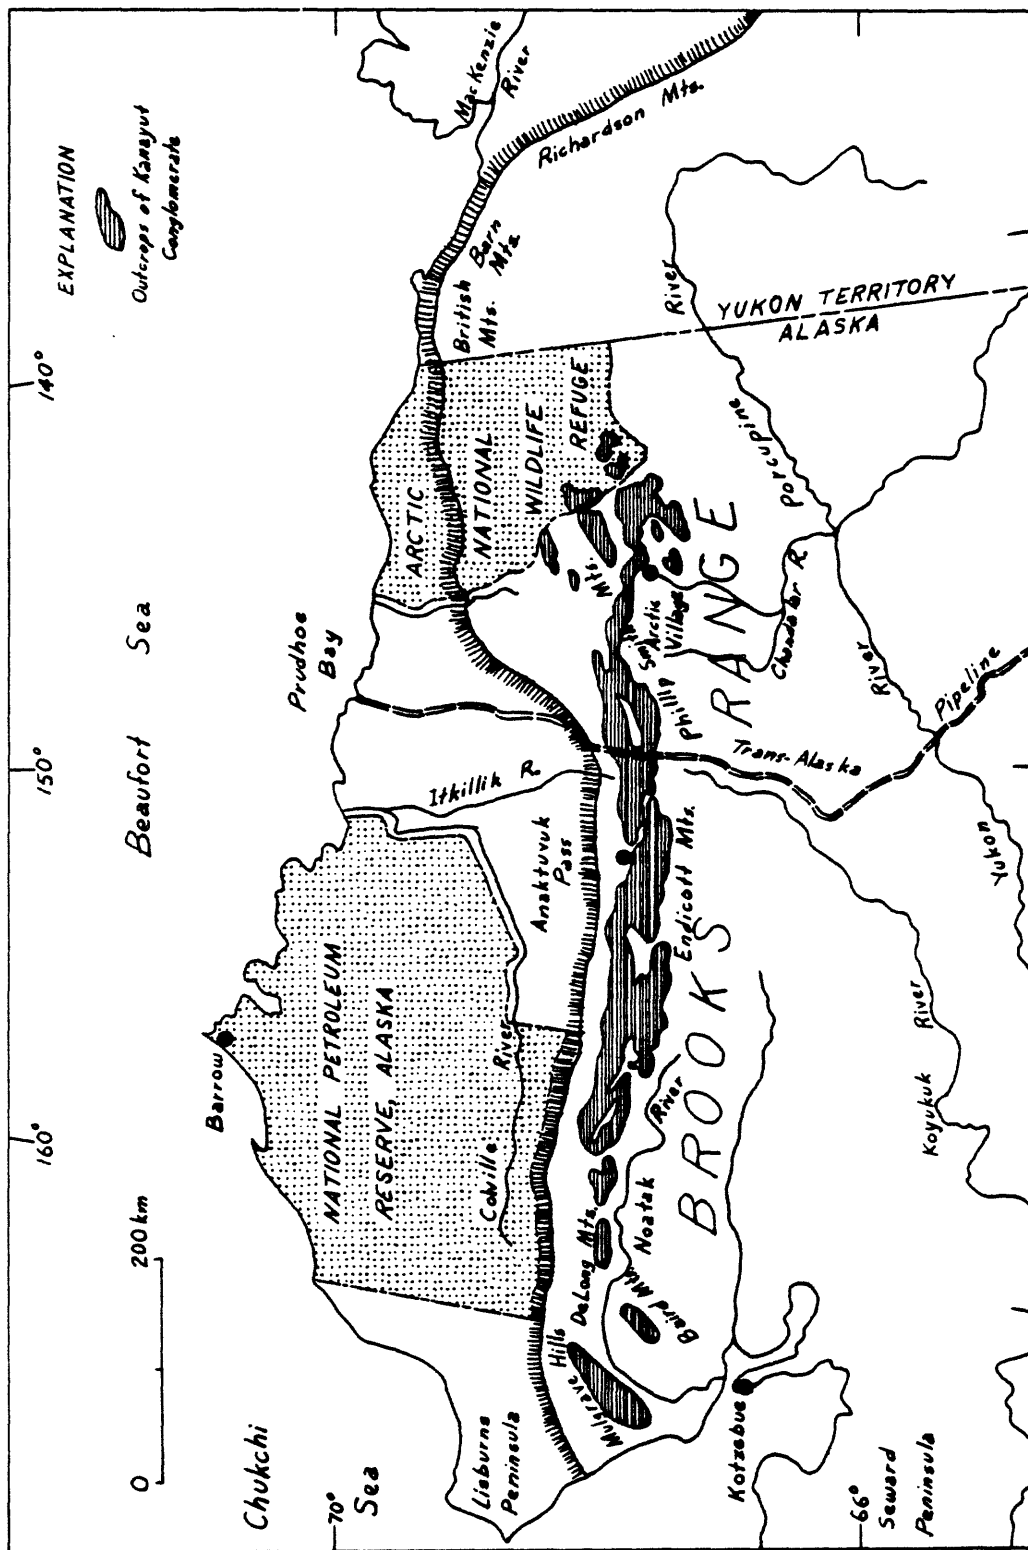 EXPLANATION
Outcrops of Kanayut
Conglomerate
160°
150°
140°
0
200 km
Chukchi
Sea
Beaufort Sea
70°
66°
Barrow
Prudhoe
Bay
MacKenzie
River
NATIONAL PETROLEUM
RESERVE, ALASKA
ARCTIC
NATIONAL
WILDLIFE
REFUGE
Itkillik R.
Colville River
Anaktuvuk
Pass
British
Mts.
Barn
Mts.
Richardson Mts.
Lisburne
Peninsula
Mulgrave Hills
DeLong Mts.
Baird Mts.
Noatak River
Endicott Mts.
Phillip Smith Mts.
Arctic
Village
BROOKS RANGE
Chandalar R.
Porcupine River
YUKON TERRITORY
ALASKA
Trans-Alaska Pipeline
Yukon River
Koyukuk River
Kotzebue
Seward
Peninsula